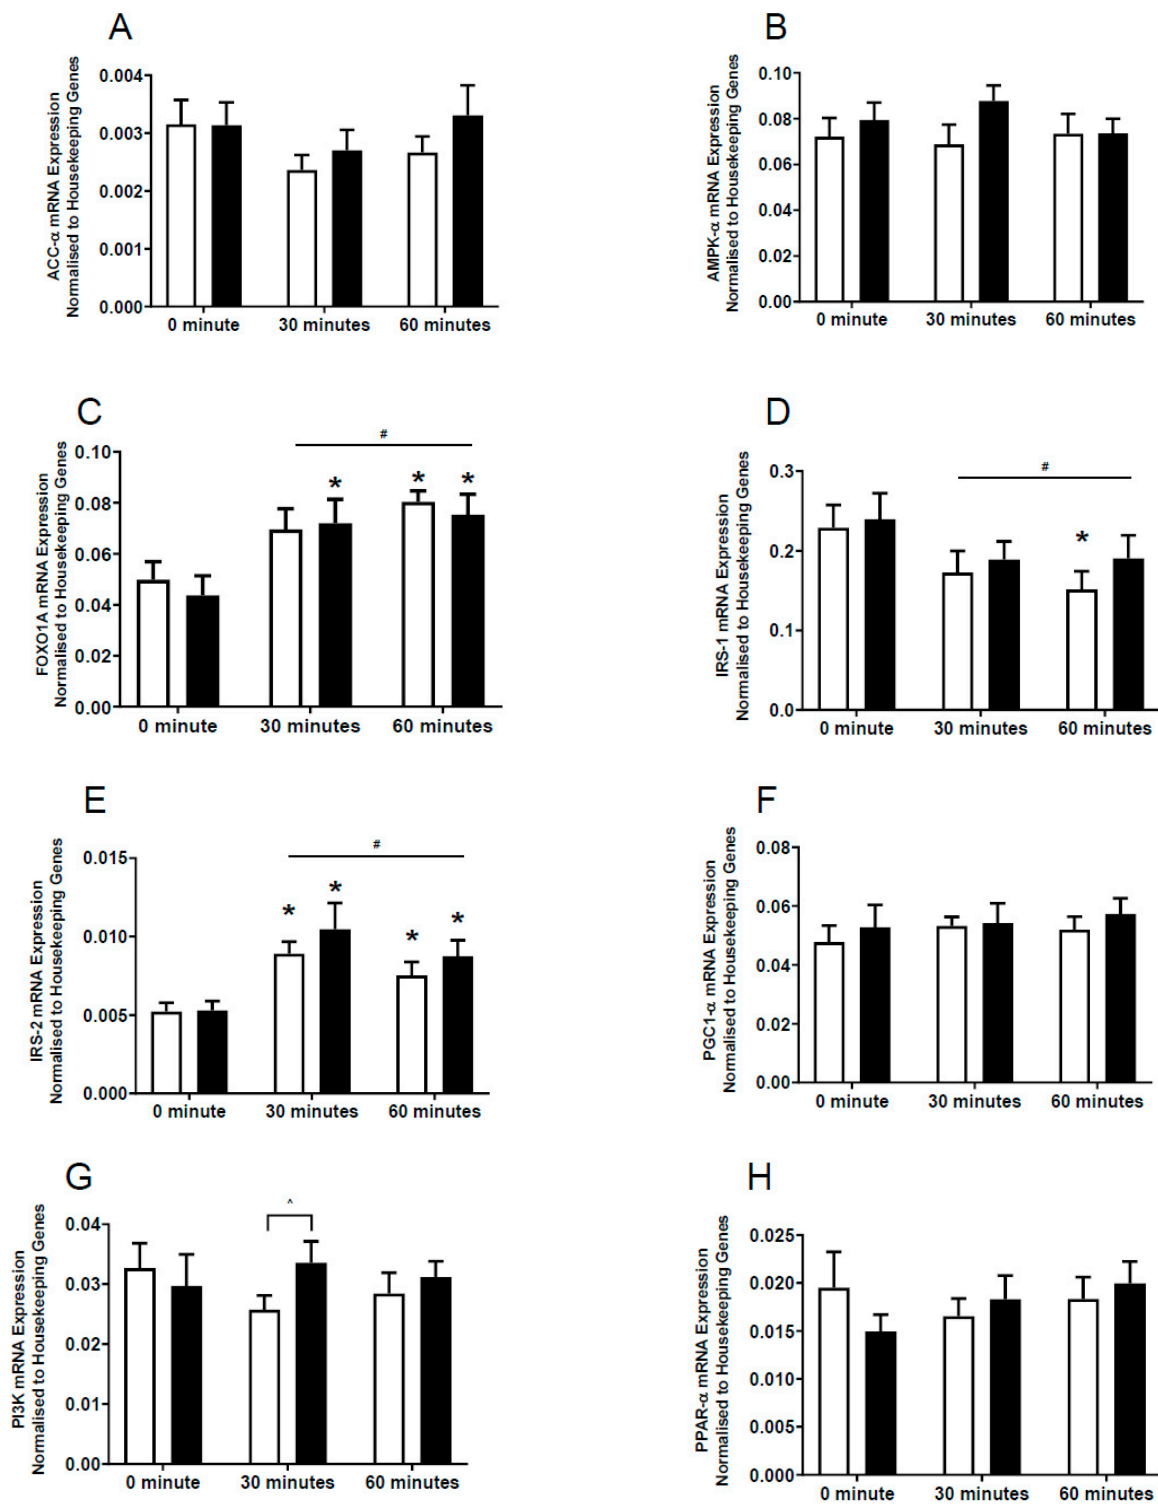 A
ACC-α mRNA Expression
Normalised to Housekeeping Genes
0.004
0.003
0.002
0.001
0.000
0 minute 30 minutes 60 minutes
B
AMPK-α mRNA Expression
Normalised to Housekeeping Genes
0.10
0.08
0.06
0.04
0.02
0.00
0 minute 30 minutes 60 minutes
C
FOXO1A mRNA Expression
Normalised to Housekeeping Genes
0.10
0.08
0.06
0.04
0.02
0.00
#
* * *
0 minute 30 minutes 60 minutes
D
IRS-1 mRNA Expression
Normalised to Housekeeping Genes
0.3
0.2
0.1
0.0
#
*
0 minute 30 minutes 60 minutes
E
IRS-2 mRNA Expression
Normalised to Housekeeping Genes
0.015
0.010
0.005
0.000
#
* * * *
0 minute 30 minutes 60 minutes
F
PGC1-α mRNA Expression
Normalised to Housekeeping Genes
0.08
0.06
0.04
0.02
0.00
0 minute 30 minutes 60 minutes
G
PI3K mRNA Expression
Normalised to Housekeeping Genes
0.04
0.03
0.02
0.01
0.00
^
0 minute 30 minutes 60 minutes
H
PPAR-α mRNA Expression
Normalised to Housekeeping Genes
0.025
0.020
0.015
0.010
0.005
0.000
0 minute 30 minutes 60 minutes